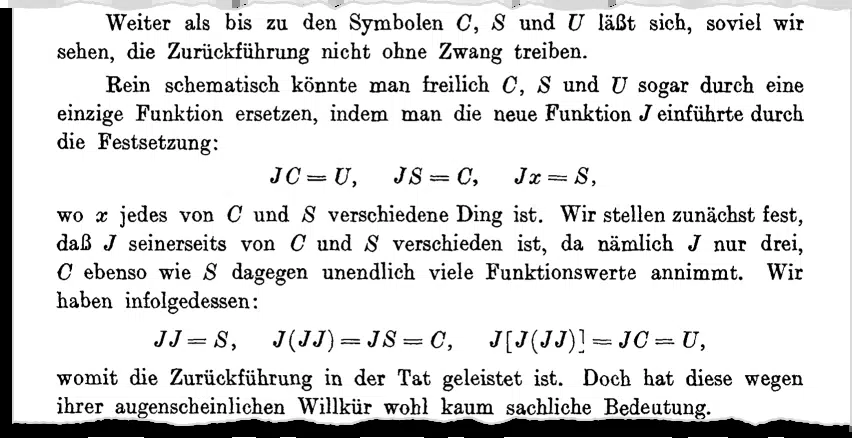 Weiter als bis zu den Symbolen C, S und U läßt sich, soviel wir
sehen, die Zurückführung nicht ohne Zwang treiben.
Rein schematisch könnte man freilich C, S und U sogar durch eine
einzige Funktion ersetzen, indem man die neue Funktion J einführte durch
die Festsetzung:
JC = U, JS = C, Jx = S,
wo x jedes von C und S verschiedene Ding ist. Wir stellen zunächst fest,
daß J seinerseits von C und S verschieden ist, da nämlich J nur drei,
C ebenso wie S dagegen unendlich viele Funktionswerte annimmt. Wir
haben infolgedessen:
JJ = S, J(JJ) = JS = C, J[J(JJ)] = JC = U,
womit die Zurückführung in der Tat geleistet ist. Doch hat diese wegen
ihrer augenscheinlichen Willkür wohl kaum sachliche Bedeutung.